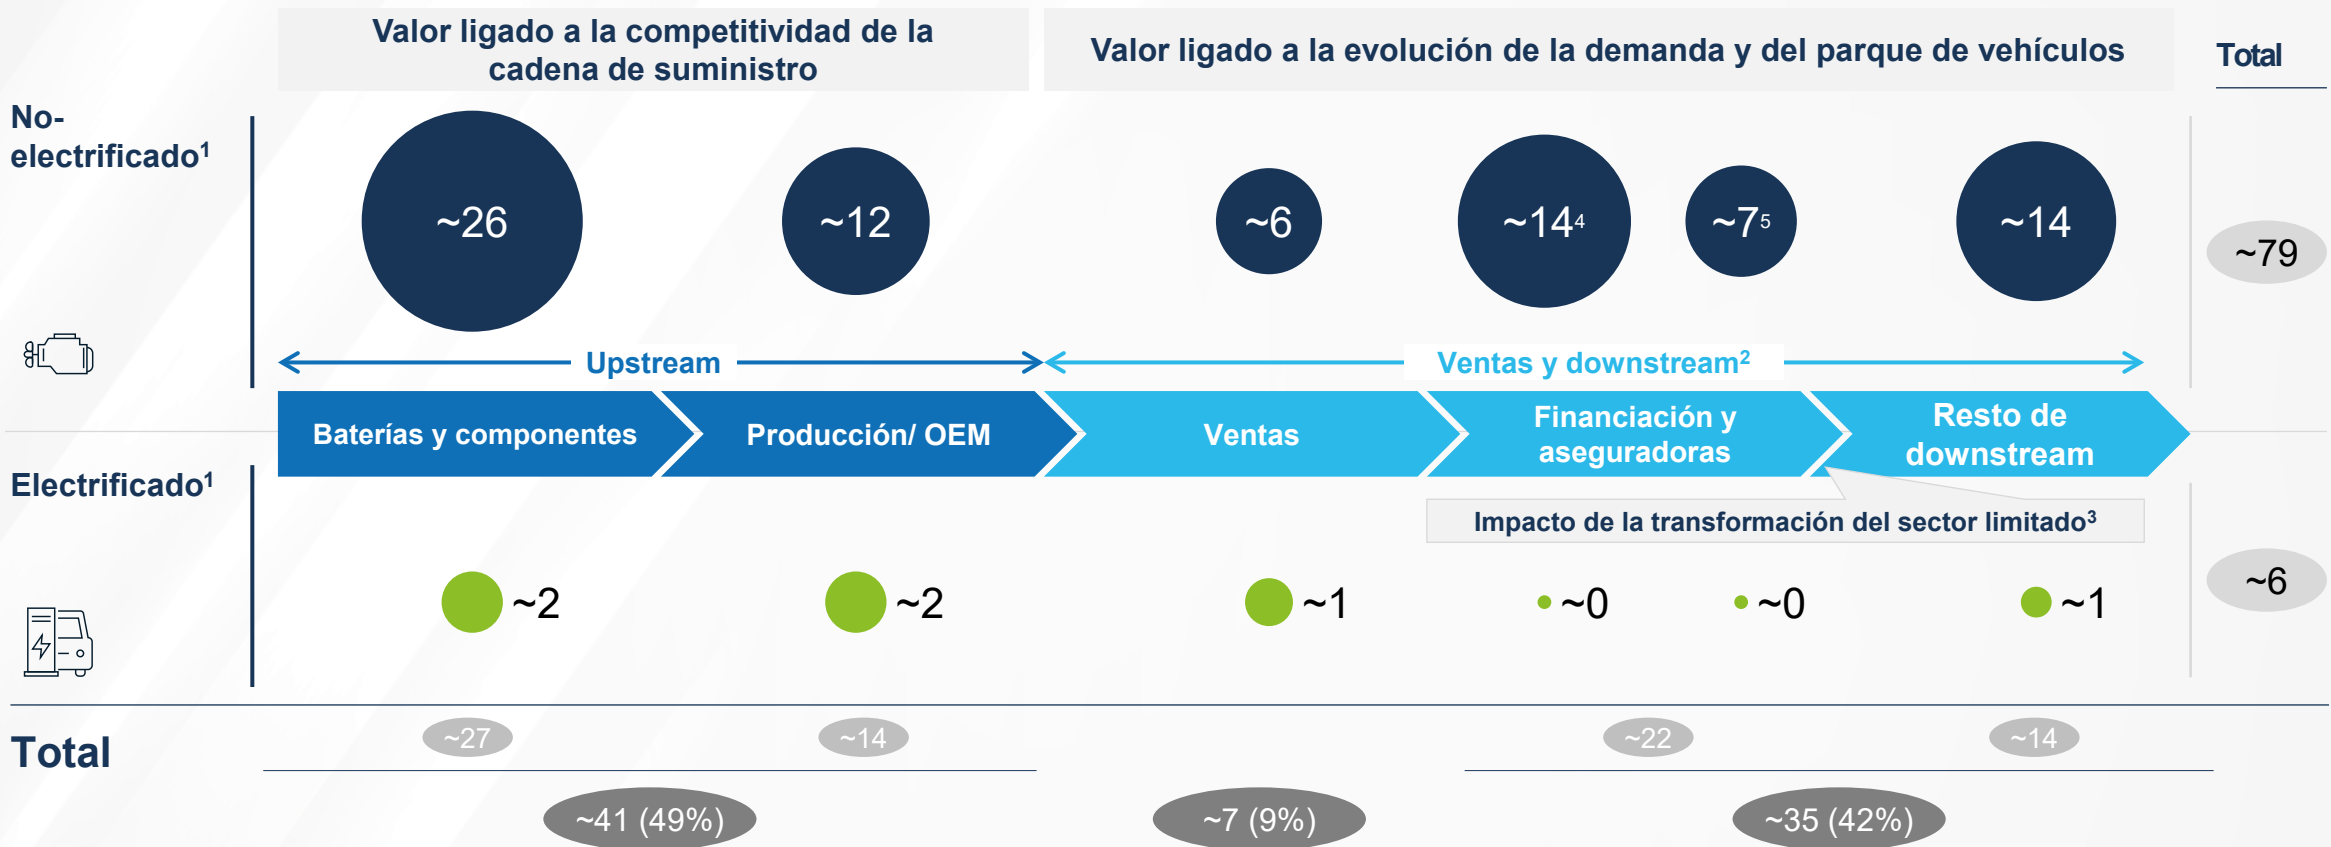 Valor ligado a la competitividad de la
cadena de suministro
Valor ligado a la evolución de la demanda y del parque de vehículos
Total
No-
electrificado1
~26
~12
~6
~144
~75
~14
~79
Upstream
Ventas y downstream2
Baterías y componentes
Producción/ OEM
Ventas
Financiación y
aseguradoras
Resto de
downstream
Electrificado1
Impacto de la transformación del sector limitado3
~2
~2
~1
~0
~0
~1
~6
Total
~27
~14
~22
~14
~41 (49%)
~7 (9%)
~35 (42%)